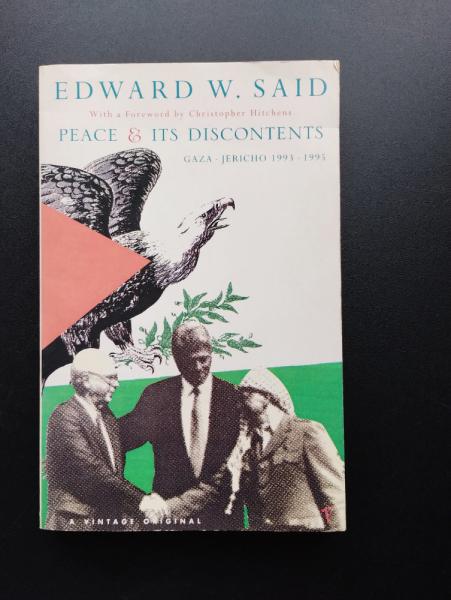 EDWARD W. SAID
With a Foreword by Christopher Hitchens
PEACE & ITS DISCONTENTS
GAZA - JERICHO 1993 - 1995
A VINTAGE ORIGINAL